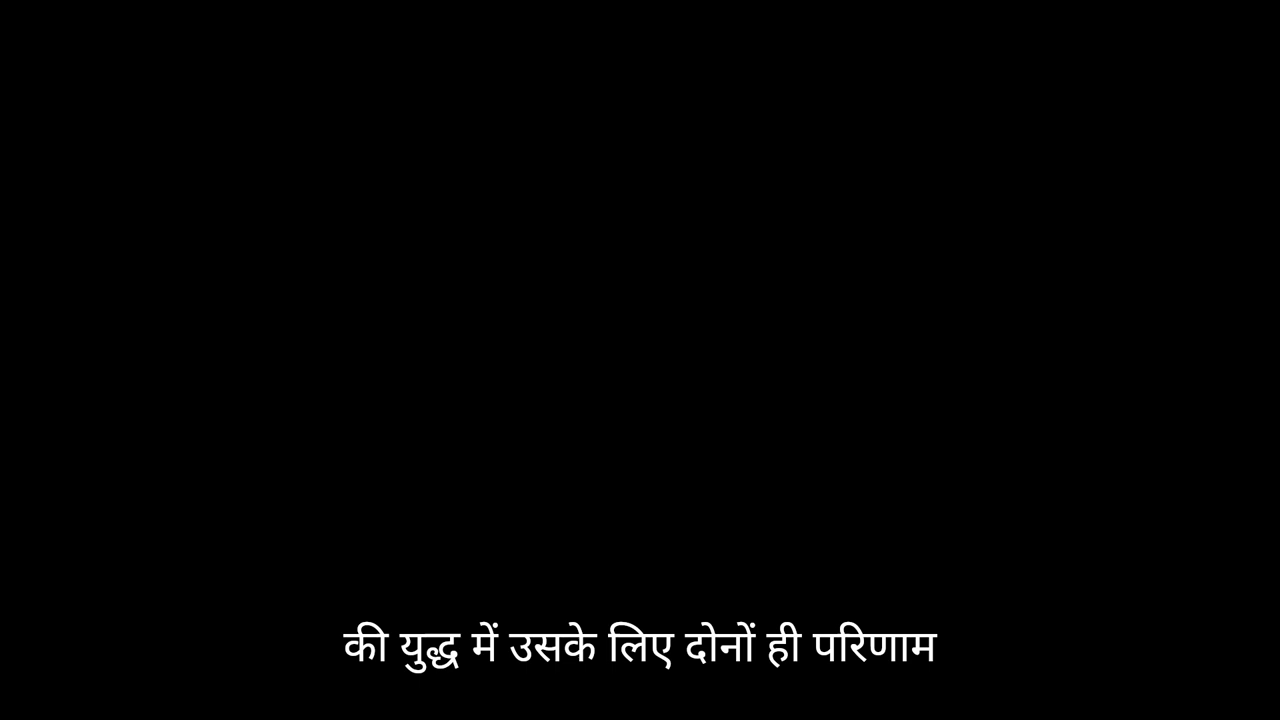 की युद्ध में उसके लिए दोनों ही परिणाम